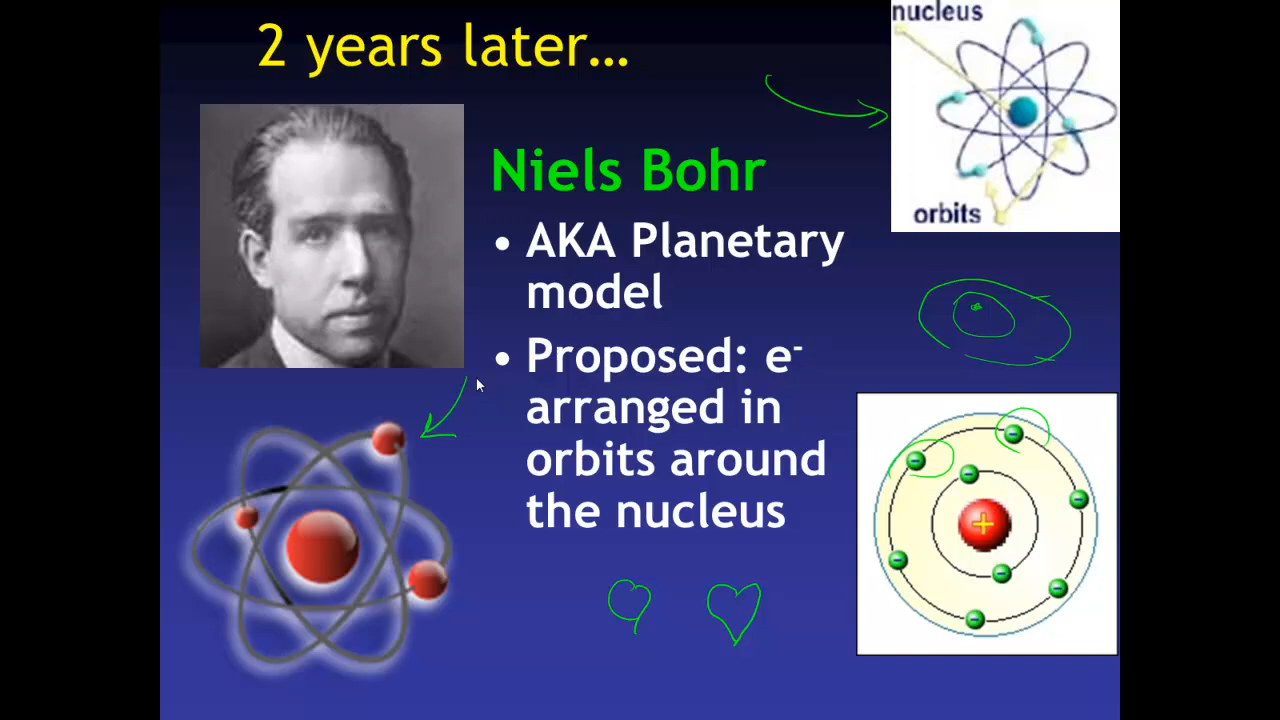 2 years later…
nucleus
orbits
Niels Bohr
• AKA Planetary
model
• Proposed: e⁻
arranged in
orbits around
the nucleus
+